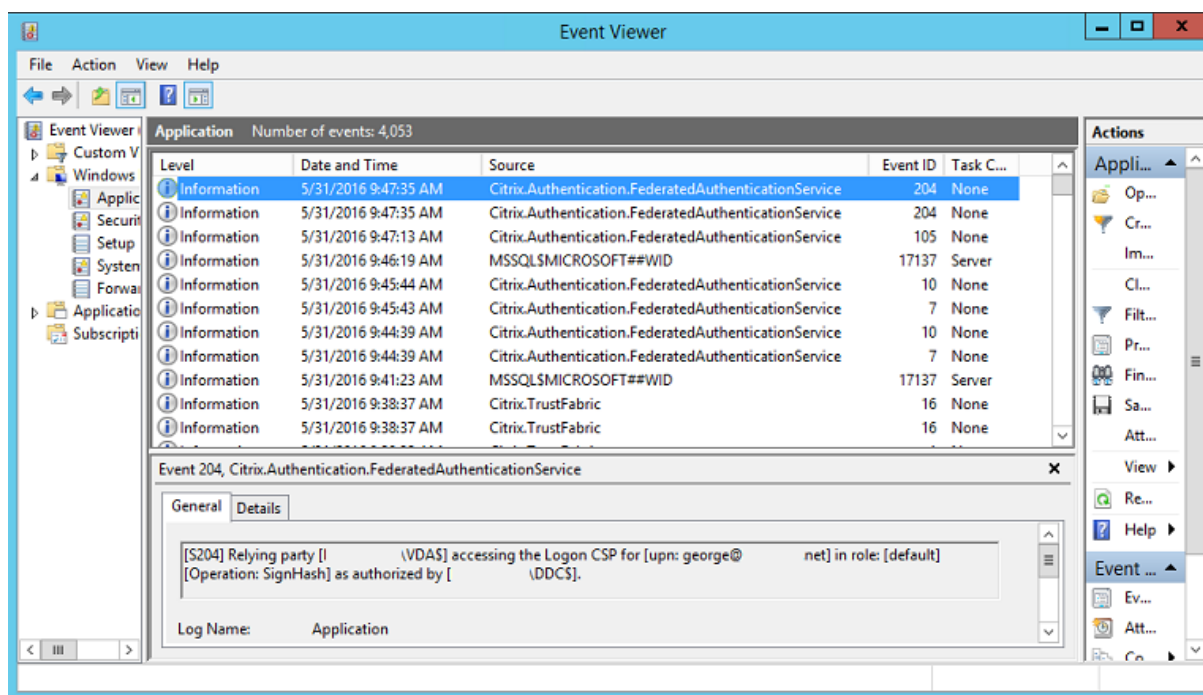 Event Viewer
File Action View Help
Event Viewer
Custom V
Windows
Applic
Securit
Setup
System
Forwar
Applicatio
Subscripti
Application Number of events: 4,053
Level Date and Time Source Event ID Task C...
Information 5/31/2016 9:47:35 AM Citrix.Authentication.FederatedAuthenticationService 204 None
Information 5/31/2016 9:47:35 AM Citrix.Authentication.FederatedAuthenticationService 204 None
Information 5/31/2016 9:47:13 AM Citrix.Authentication.FederatedAuthenticationService 105 None
Information 5/31/2016 9:46:19 AM MSSQL$MICROSOFT##WID 17137 Server
Information 5/31/2016 9:45:44 AM Citrix.Authentication.FederatedAuthenticationService 10 None
Information 5/31/2016 9:45:43 AM Citrix.Authentication.FederatedAuthenticationService 7 None
Information 5/31/2016 9:44:39 AM Citrix.Authentication.FederatedAuthenticationService 10 None
Information 5/31/2016 9:44:39 AM Citrix.Authentication.FederatedAuthenticationService 7 None
Information 5/31/2016 9:41:23 AM MSSQL$MICROSOFT##WID 17137 Server
Information 5/31/2016 9:38:37 AM Citrix.TrustFabric 16 None
Information 5/31/2016 9:38:37 AM Citrix.TrustFabric 16 None
Event 204, Citrix.Authentication.FederatedAuthenticationService
General Details
[S204] Relying party [ \VDA$] accessing the Logon CSP for [upn: george@ net] in role: [default]
[Operation: SignHash] as authorized by [ \DDC$].
Log Name: Application
Actions
Appli...
Op...
Cr...
Im...
Cl...
Filt...
Pr...
Fin...
Sa...
Att...
View
Re...
Help
Event ...
Ev...
Att...
Co...